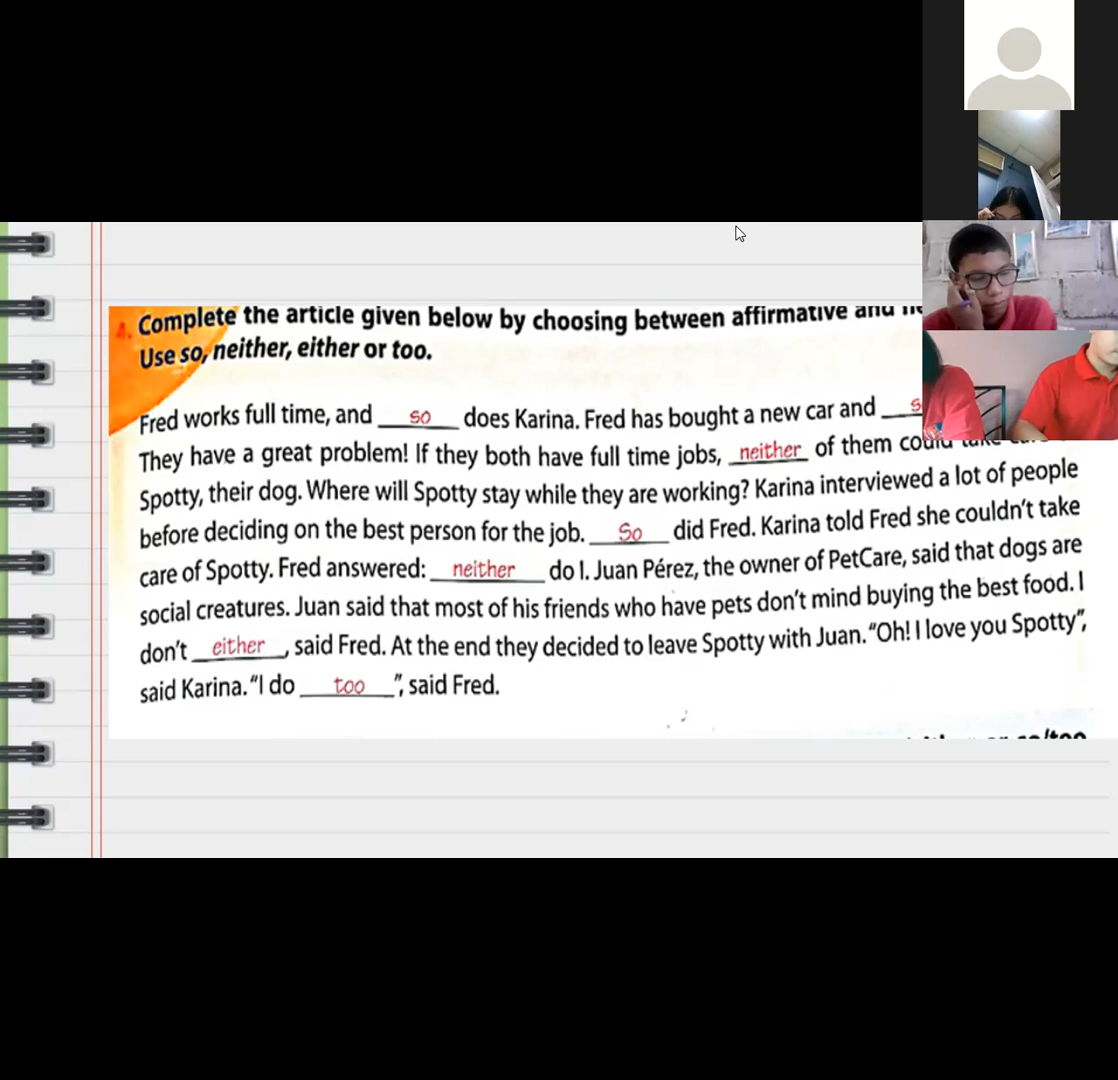 4. Complete the article given below by choosing between affirmative and
Use so, neither, either or too.
Fred works full time, and so does Karina. Fred has bought a new car and
They have a great problem! If they both have full time jobs, neither of them could take
Spotty, their dog. Where will Spotty stay while they are working? Karina interviewed a lot of people
before deciding on the best person for the job. So did Fred. Karina told Fred she couldn't take
care of Spotty. Fred answered: neither do I. Juan Pérez, the owner of PetCare, said that dogs are
social creatures. Juan said that most of his friends who have pets don't mind buying the best food. I
don't either, said Fred. At the end they decided to leave Spotty with Juan. "Oh! I love you Spotty",
said Karina. "I do too", said Fred.
so/too